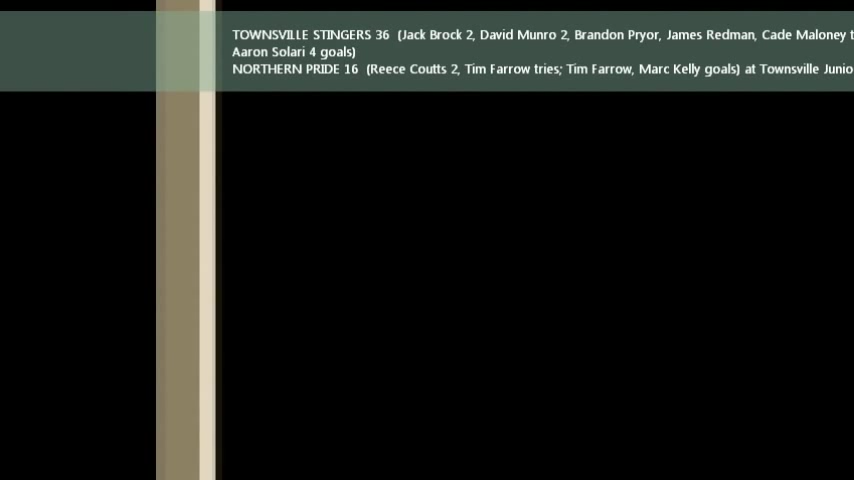 TOWNSVILLE STINGERS 36 (Jack Brock 2, David Munro 2, Brandon Pryor, James Redman, Cade Maloney
Aaron Solari 4 goals)
NORTHERN PRIDE 16 (Reece Coutts 2, Tim Farrow tries; Tim Farrow, Marc Kelly goals) at Townsville